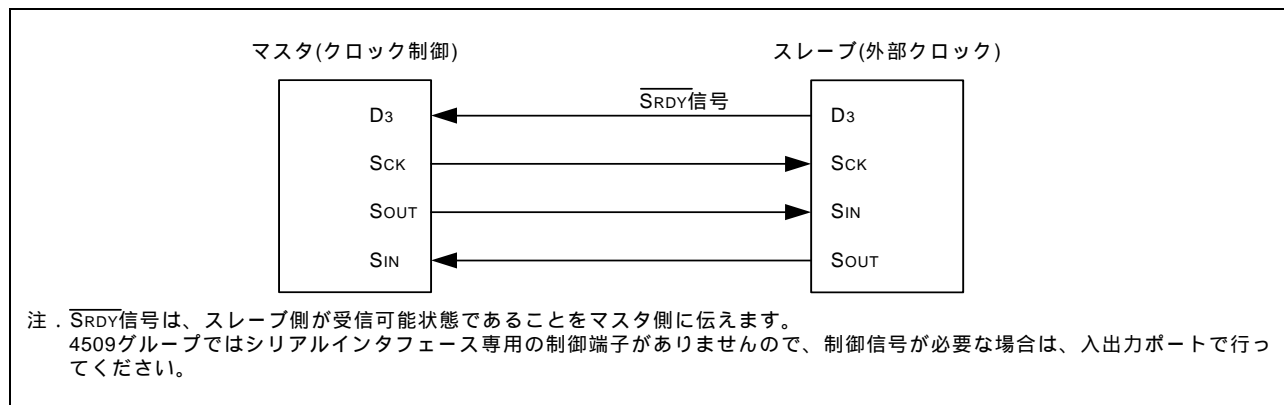 マスタ(クロック制御) スレーブ(外部クロック)
SRDY信号
D3 D3
SCK SCK
SOUT SIN
SIN SOUT
注．SRDY信号は、スレーブ側が受信可能状態であることをマスタ側に伝えます。
4509グループではシリアルインタフェース専用の制御端子がありませんので、制御信号が必要な場合は、入出力ポートで行っ
てください。